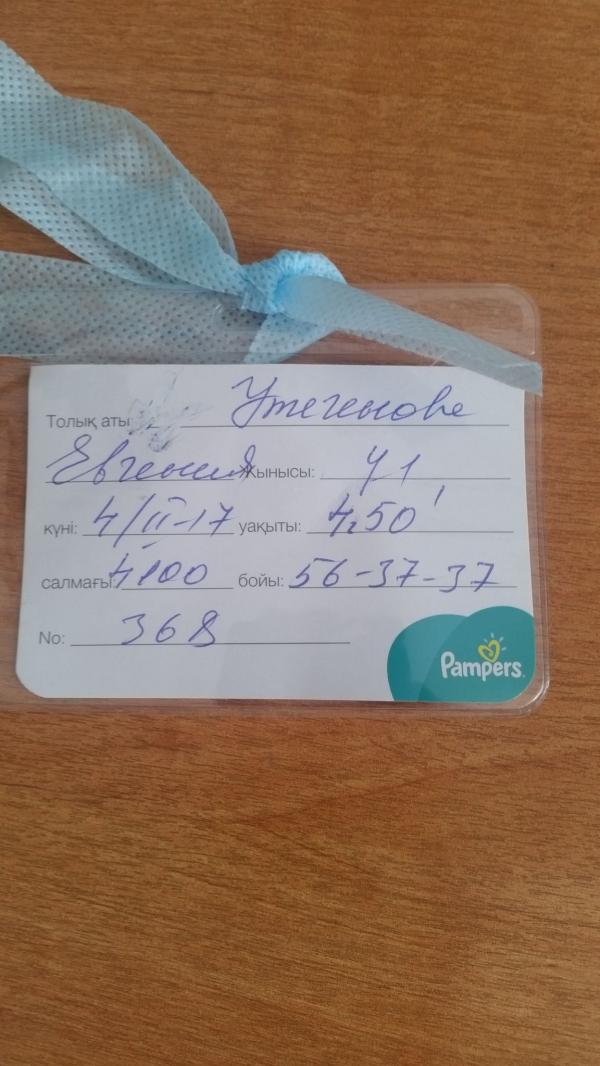 Толық аты Утегенова
Евгения Жынысы: Ұл
күні: 4/II-17 уақыты: 4.50'
салмағы: 4100 бойы: 56-37-37
No: 368
Pampers